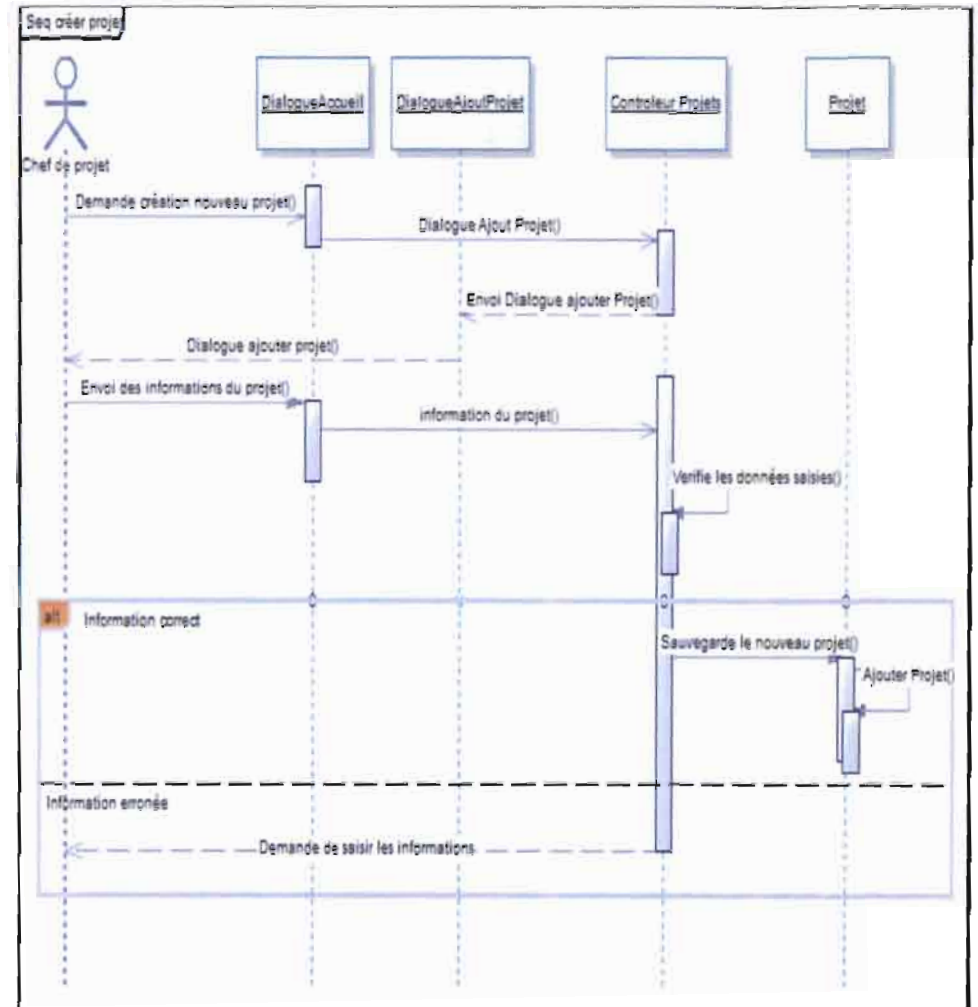 Seq créer projet
DialogueAccueil
DialogueAjoutProjet
Controleur Projets
Projet
Chef de projet
Demande création nouveau projet()
Dialogue Ajout Projet()
Envoi Dialogue ajouter Projet()
Dialogue ajouter projet()
Envoi des informations du projet()
information du projet()
Verifie les données saisies()
alt
Information correct
Sauvegarde le nouveau projet()
Ajouter Projet()
Information erronée
Demande de saisir les informations